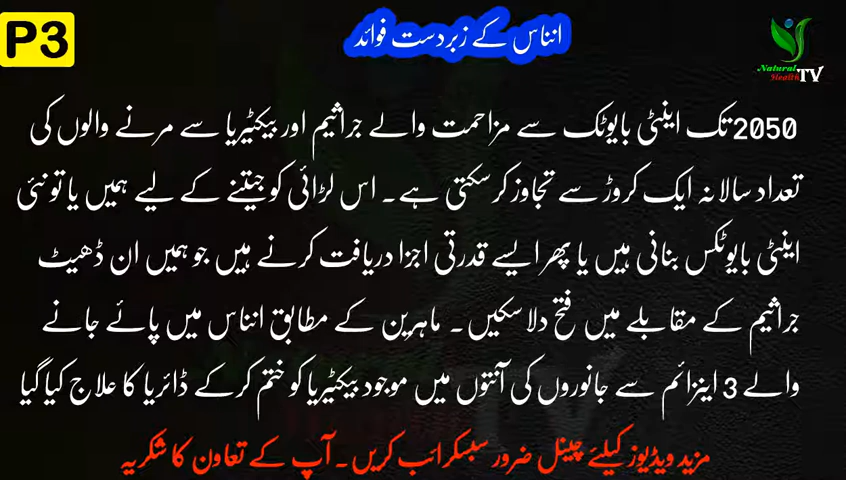 P3
انناس کے زبردست فوائد
Natural
Health TV
2050 تک اینٹی بایوٹک سے مزاحمت والے جراثیم اور بیکٹیریا سے مرنے والوں کی
تعداد سالانہ ایک کروڑ سے تجاوز کر سکتی ہے۔ اس لڑائی کو جیتنے کے لیے ہمیں یا تو نئی
اینٹی بایوٹکس بنانی ہیں یا پھر ایسے قدرتی اجزا دریافت کرنے ہیں جو ہمیں ان ڈھیٹ
جراثیم کے مقابلے میں فتح دلا سکیں۔ ماہرین کے مطابق انناس میں پائے جانے
والے 3 اینزائم سے جانوروں کی آنتوں میں موجود بیکٹیریا کو ختم کرکے ڈائریا کا علاج کیا گیا
مزید ویڈیوز کیلئے چینل ضرور سبسکرائب کریں۔ آپ کے تعاون کا شکریہ